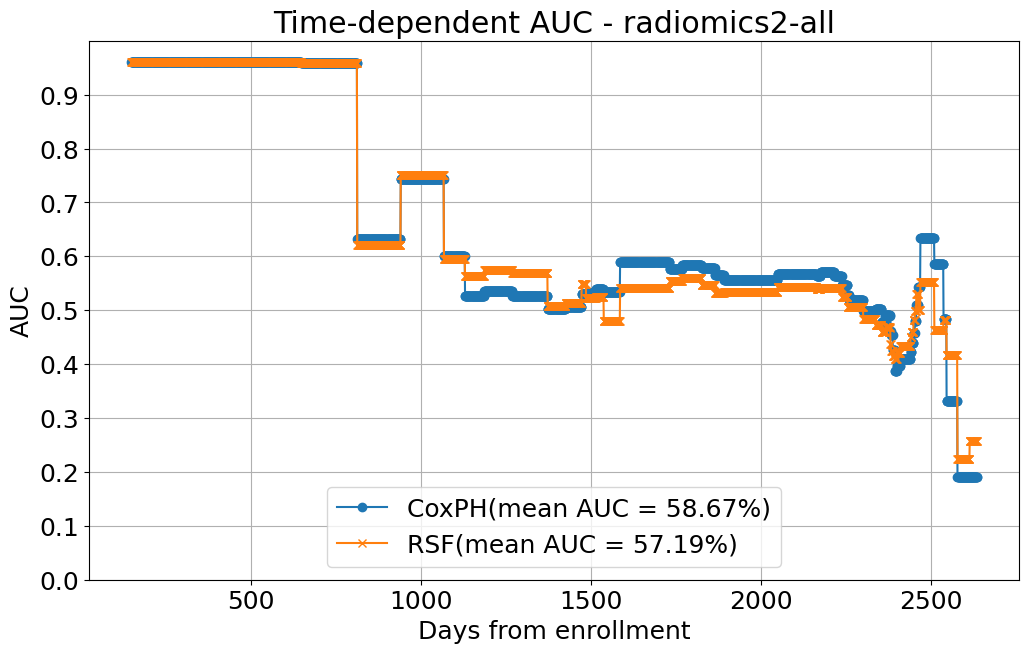 Time-dependent AUC - radiomics2-all
AUC
0.9
0.8
0.7
0.6
0.5
0.4
0.3
0.2
0.1
0.0
CoxPH(mean AUC = 58.67%)
RSF(mean AUC = 57.19%)
500 1000 1500 2000 2500
Days from enrollment